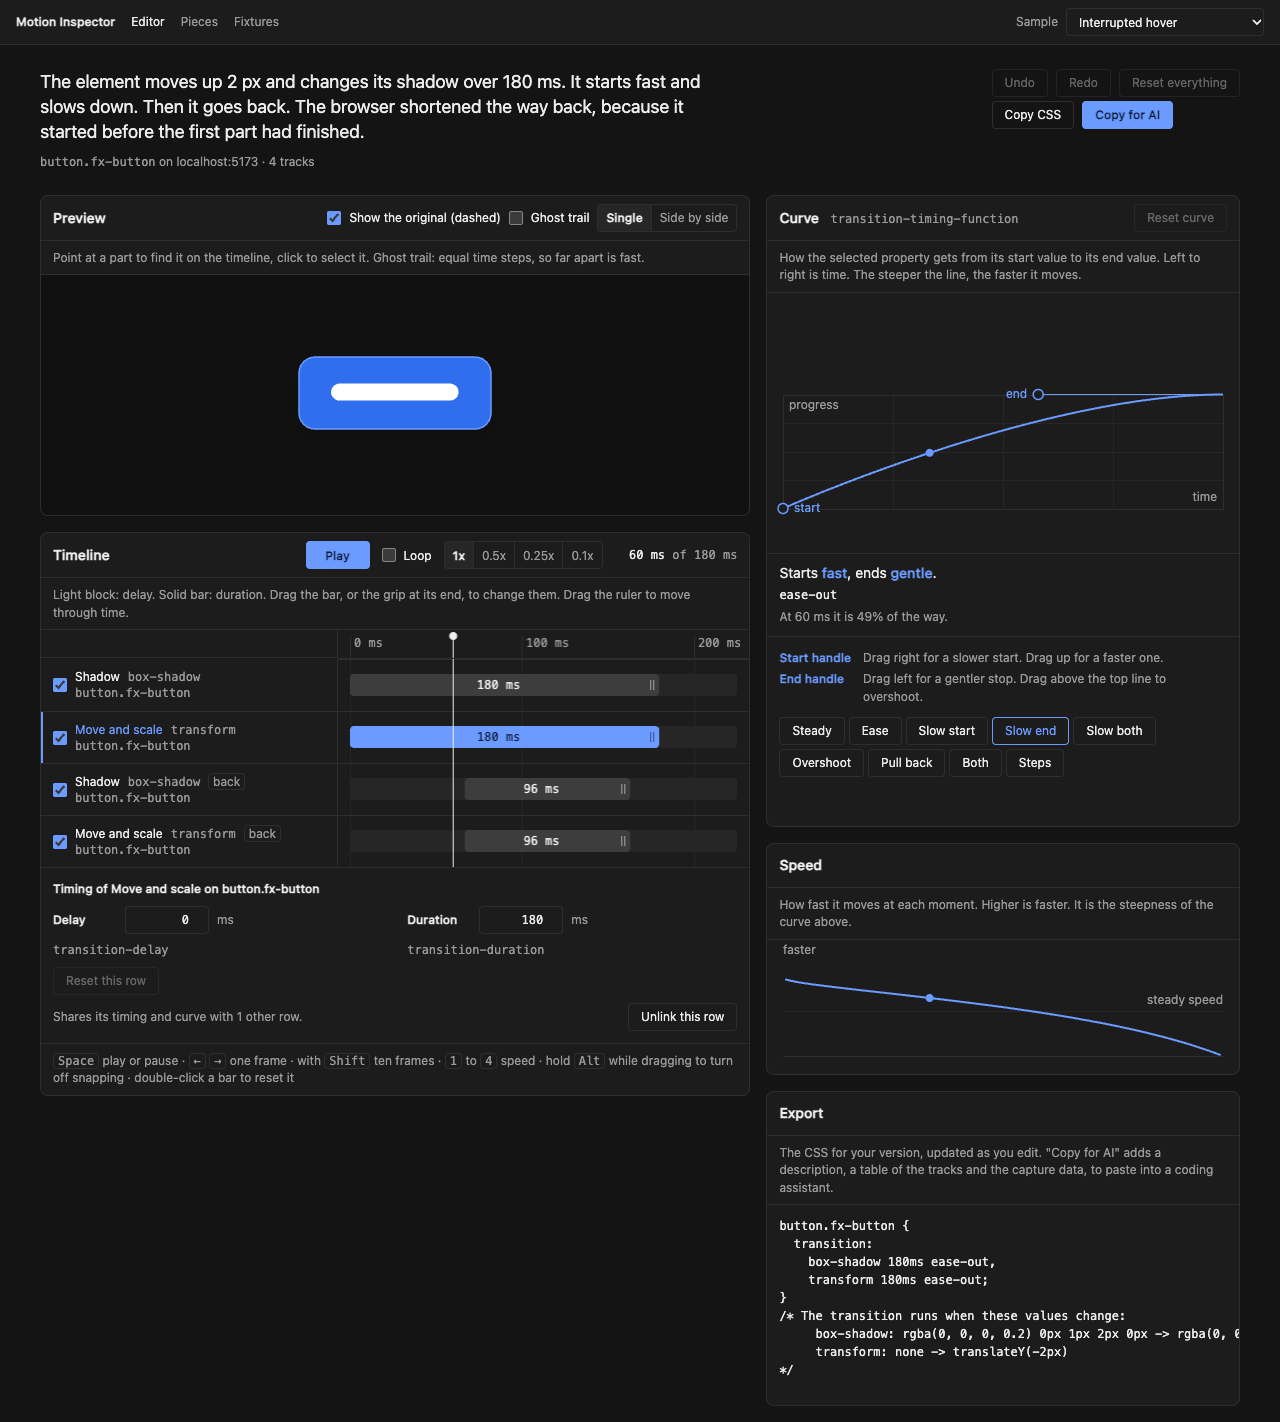 Motion Inspector Editor Pieces Fixtures Sample Interrupted hover
The element moves up 2 px and changes its shadow over 180 ms. It starts fast and
slows down. Then it goes back. The browser shortened the way back, because it
started before the first part had finished.
button.fx-button on localhost:5173 · 4 tracks
Undo Redo Reset everything
Copy CSS Copy for AI
Preview Show the original (dashed) Ghost trail Single Side by side
Point at a part to find it on the timeline, click to select it. Ghost trail: equal time steps, so far apart is fast.
Timeline Play Loop 1x 0.5x 0.25x 0.1x 60 ms of 180 ms
Light block: delay. Solid bar: duration. Drag the bar, or the grip at its end, to change them. Drag the ruler to move
through time.
0 ms 100 ms 200 ms
Shadow box-shadow
button.fx-button
180 ms
Move and scale transform
button.fx-button
180 ms
Shadow box-shadow back
button.fx-button
96 ms
Move and scale transform back
button.fx-button
96 ms
Timing of Move and scale on button.fx-button
Delay 0 ms Duration 180 ms
transition-delay transition-duration
Reset this row
Shares its timing and curve with 1 other row. Unlink this row
Space play or pause · ← → one frame · with Shift ten frames · 1 to 4 speed · hold Alt while dragging to turn
off snapping · double-click a bar to reset it
Curve transition-timing-function Reset curve
How the selected property gets from its start value to its end value. Left to
right is time. The steeper the line, the faster it moves.
end
progress
time
start
Starts fast, ends gentle.
ease-out
At 60 ms it is 49% of the way.
Start handle Drag right for a slower start. Drag up for a faster one.
End handle Drag left for a gentler stop. Drag above the top line to
overshoot.
Steady Ease Slow start Slow end Slow both
Overshoot Pull back Both Steps
Speed
How fast it moves at each moment. Higher is faster. It is the steepness of the
curve above.
faster
steady speed
Export
The CSS for your version, updated as you edit. "Copy for AI" adds a
description, a table of the tracks and the capture data, to paste into a coding
assistant.
button.fx-button {
transition:
box-shadow 180ms ease-out,
transform 180ms ease-out;
}
/* The transition runs when these values change:
box-shadow: rgba(0, 0, 0, 0.2) 0px 1px 2px 0px -> rgba(0, 0
transform: none -> translateY(-2px)
*/